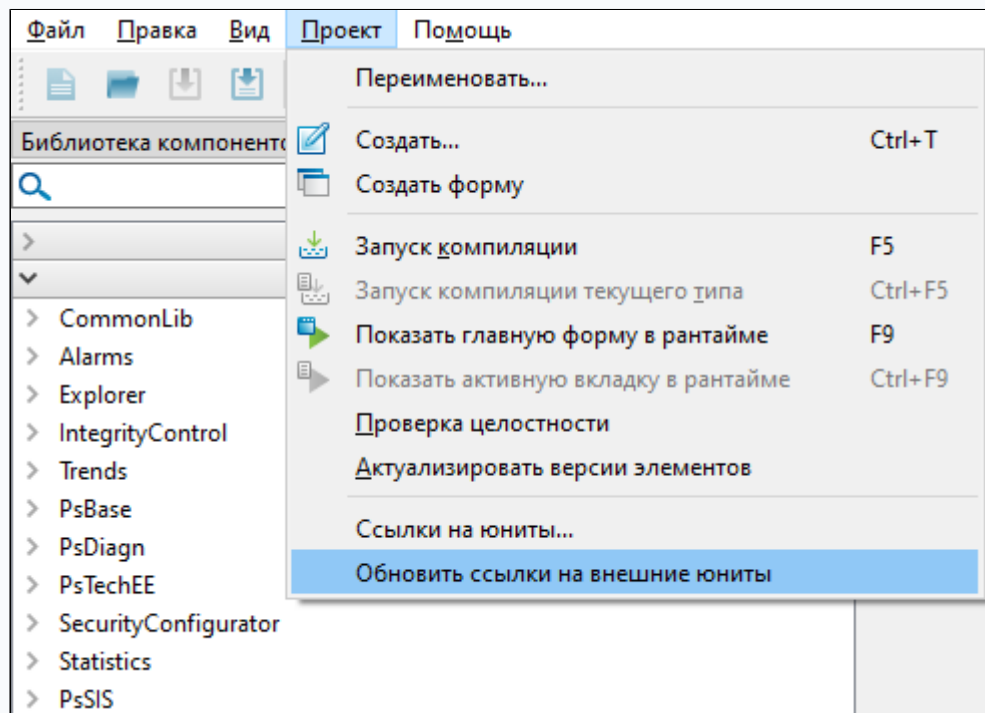 Файл Правка Вид Проект Помощь
Переименовать...
Библиотека компоненто
Создать... Ctrl+T
Создать форму
Запуск компиляции F5
Запуск компиляции текущего типа Ctrl+F5
Показать главную форму в рантайме F9
Показать активную вкладку в рантайме Ctrl+F9
Проверка целостности
Актуализировать версии элементов
Ссылки на юниты...
Обновить ссылки на внешние юниты
CommonLib
Alarms
Explorer
IntegrityControl
Trends
PsBase
PsDiagn
PsTechEE
SecurityConfigurator
Statistics
PsSIS